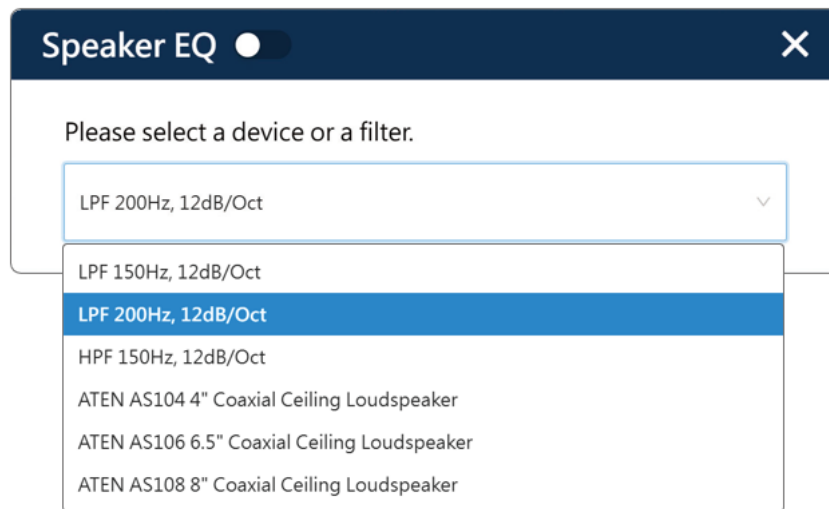 Speaker EQ
Please select a device or a filter.
LPF 200Hz, 12dB/Oct
LPF 150Hz, 12dB/Oct
LPF 200Hz, 12dB/Oct
HPF 150Hz, 12dB/Oct
ATEN AS104 4" Coaxial Ceiling Loudspeaker
ATEN AS106 6.5" Coaxial Ceiling Loudspeaker
ATEN AS108 8" Coaxial Ceiling Loudspeaker